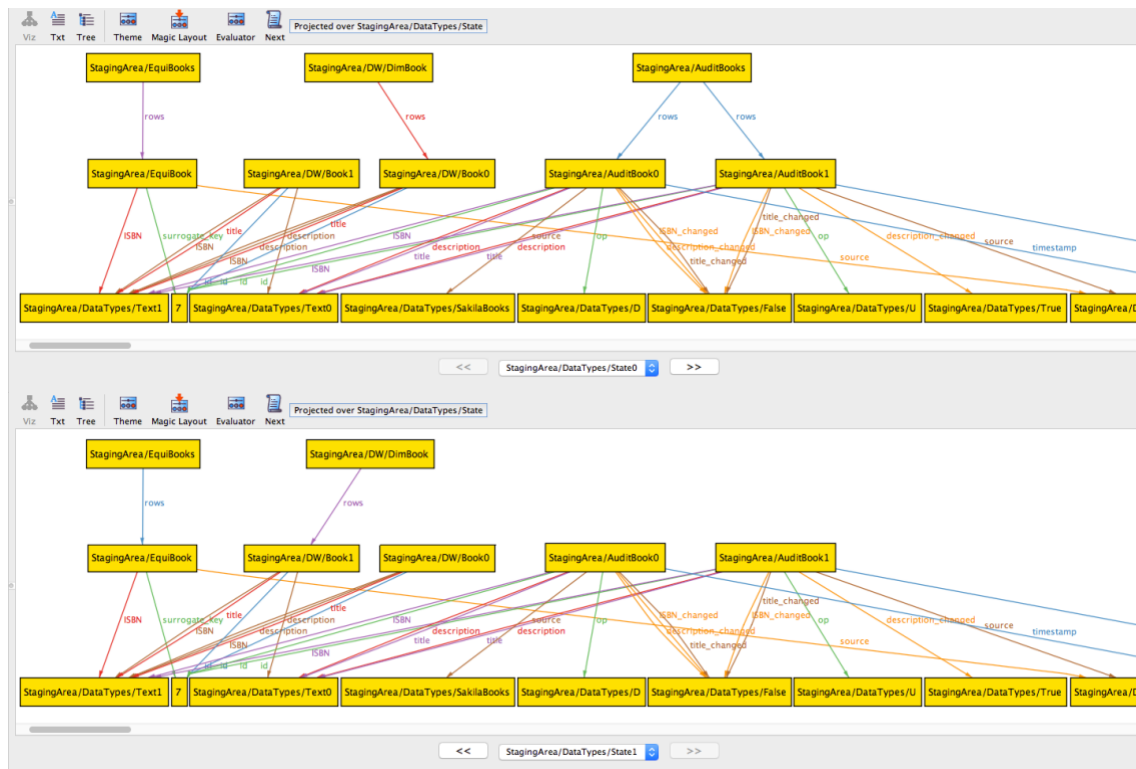 Viz Txt Tree Theme Magic Layout Evaluator Next Projected over StagingArea/DataTypes/State
StagingArea/EquiBooks StagingArea/DW/DimBook StagingArea/AuditBooks
rows rows rows rows
StagingArea/EquiBook StagingArea/DW/Book1 StagingArea/DW/Book0 StagingArea/AuditBook0 StagingArea/AuditBook1
title_changed
ISBN surrogate_key title description ISBN source op ISBN_changed ISBN_changed op description_changed source
ISBN title description description description_changed timestamp
ISBN ISBN title title title_changed source
id id id id
StagingArea/DataTypes/Text1 7 StagingArea/DataTypes/Text0 StagingArea/DataTypes/SakilaBooks StagingArea/DataTypes/D StagingArea/DataTypes/False StagingArea/DataTypes/U StagingArea/DataTypes/True StagingArea/D
<< StagingArea/DataTypes/State0 >>
Viz Txt Tree Theme Magic Layout Evaluator Next Projected over StagingArea/DataTypes/State
StagingArea/EquiBooks StagingArea/DW/DimBook
rows rows
StagingArea/EquiBook StagingArea/DW/Book1 StagingArea/DW/Book0 StagingArea/AuditBook0 StagingArea/AuditBook1
title_changed
ISBN surrogate_key title title ISBN source op ISBN_changed ISBN_changed op description_changed source
ISBN description title description description description_changed timestamp
ISBN ISBN title_changed source
id id id id
StagingArea/DataTypes/Text1 7 StagingArea/DataTypes/Text0 StagingArea/DataTypes/SakilaBooks StagingArea/DataTypes/D StagingArea/DataTypes/False StagingArea/DataTypes/U StagingArea/DataTypes/True StagingArea/D
<< StagingArea/DataTypes/State1 >>